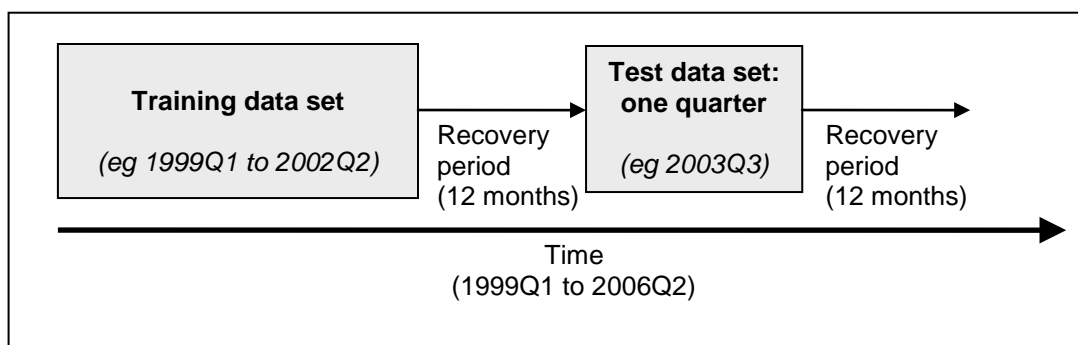 Training data set
(eg 1999Q1 to 2002Q2)
Recovery
period
(12 months)
Test data set:
one quarter
(eg 2003Q3)
Recovery
period
(12 months)
Time
(1999Q1 to 2006Q2)